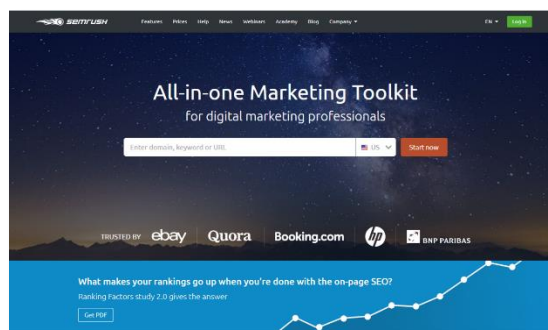 SEMRUSH Features Prices Help News Webinars Academy Blog Company EN Log in
All-in-one Marketing Toolkit
for digital marketing professionals
Enter domain, keyword or URL US Start now
TRUSTED BY ebay Quora Booking.com hp BNP PARIBAS
What makes your rankings go up when you're done with the on-page SEO?
Ranking Factors study 2.0 gives the answer
Get PDF